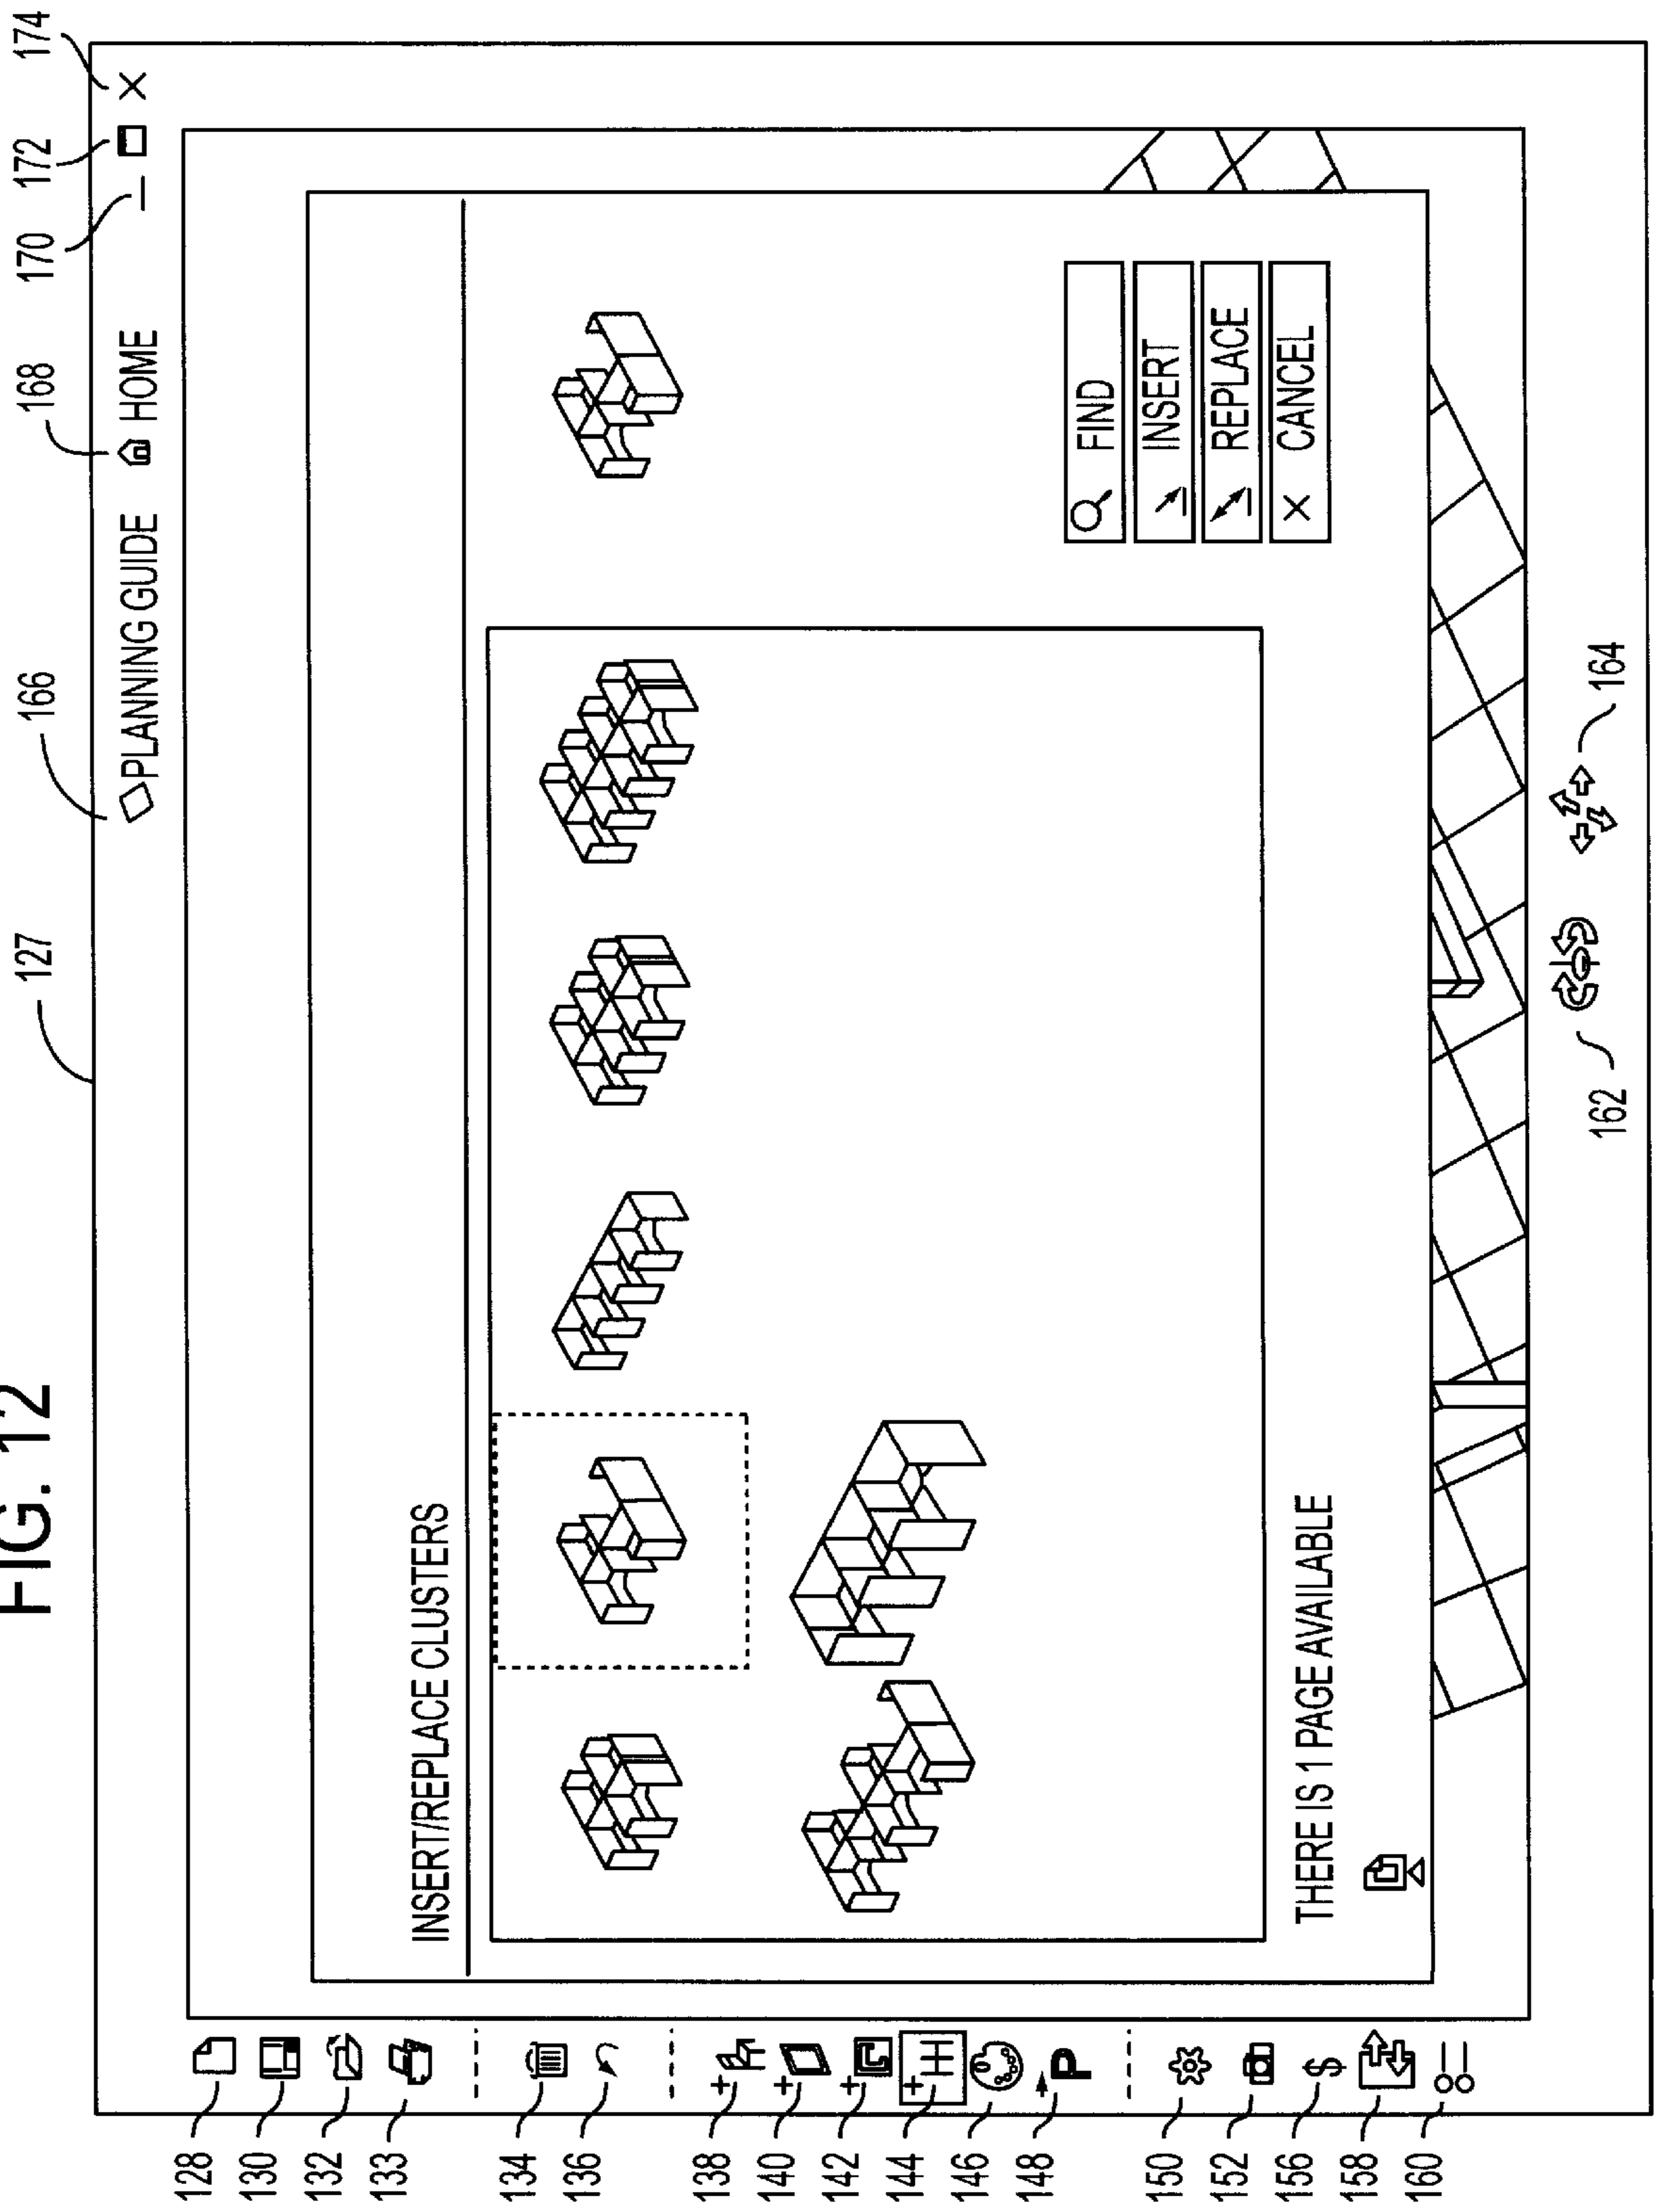 FIG. 12
127
166
168
170
172
174
PLANNING GUIDE HOME
128
130
132
133
134
136
138
140
142
144
146
148
P
150
152
156
$
158
160
INSERT/REPLACE CLUSTERS
FIND
INSERT
REPLACE
× CANCEL
THERE IS 1 PAGE AVAILABLE
162
164